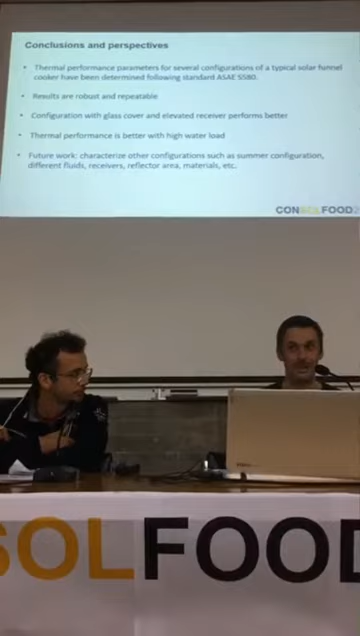 Conclusions and perspectives
• Thermal performance parameters for several configurations of a typical solar funnel
cooker have been determined following standard ASAE S580.
• Results are robust and repeatable
• Configuration with glass cover and elevated receiver performs better
• Thermal performance is better with high water load
• Future work: characterize other configurations such as summer configuration,
different fluids, receivers, reflector area, materials, etc.
CONSOLFOOD2
SOLFOOD